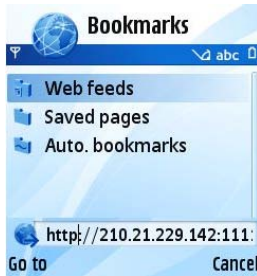 Bookmarks
abc
Web feeds
Saved pages
Auto. bookmarks
http://210.21.229.142:111:
Go to Cancel